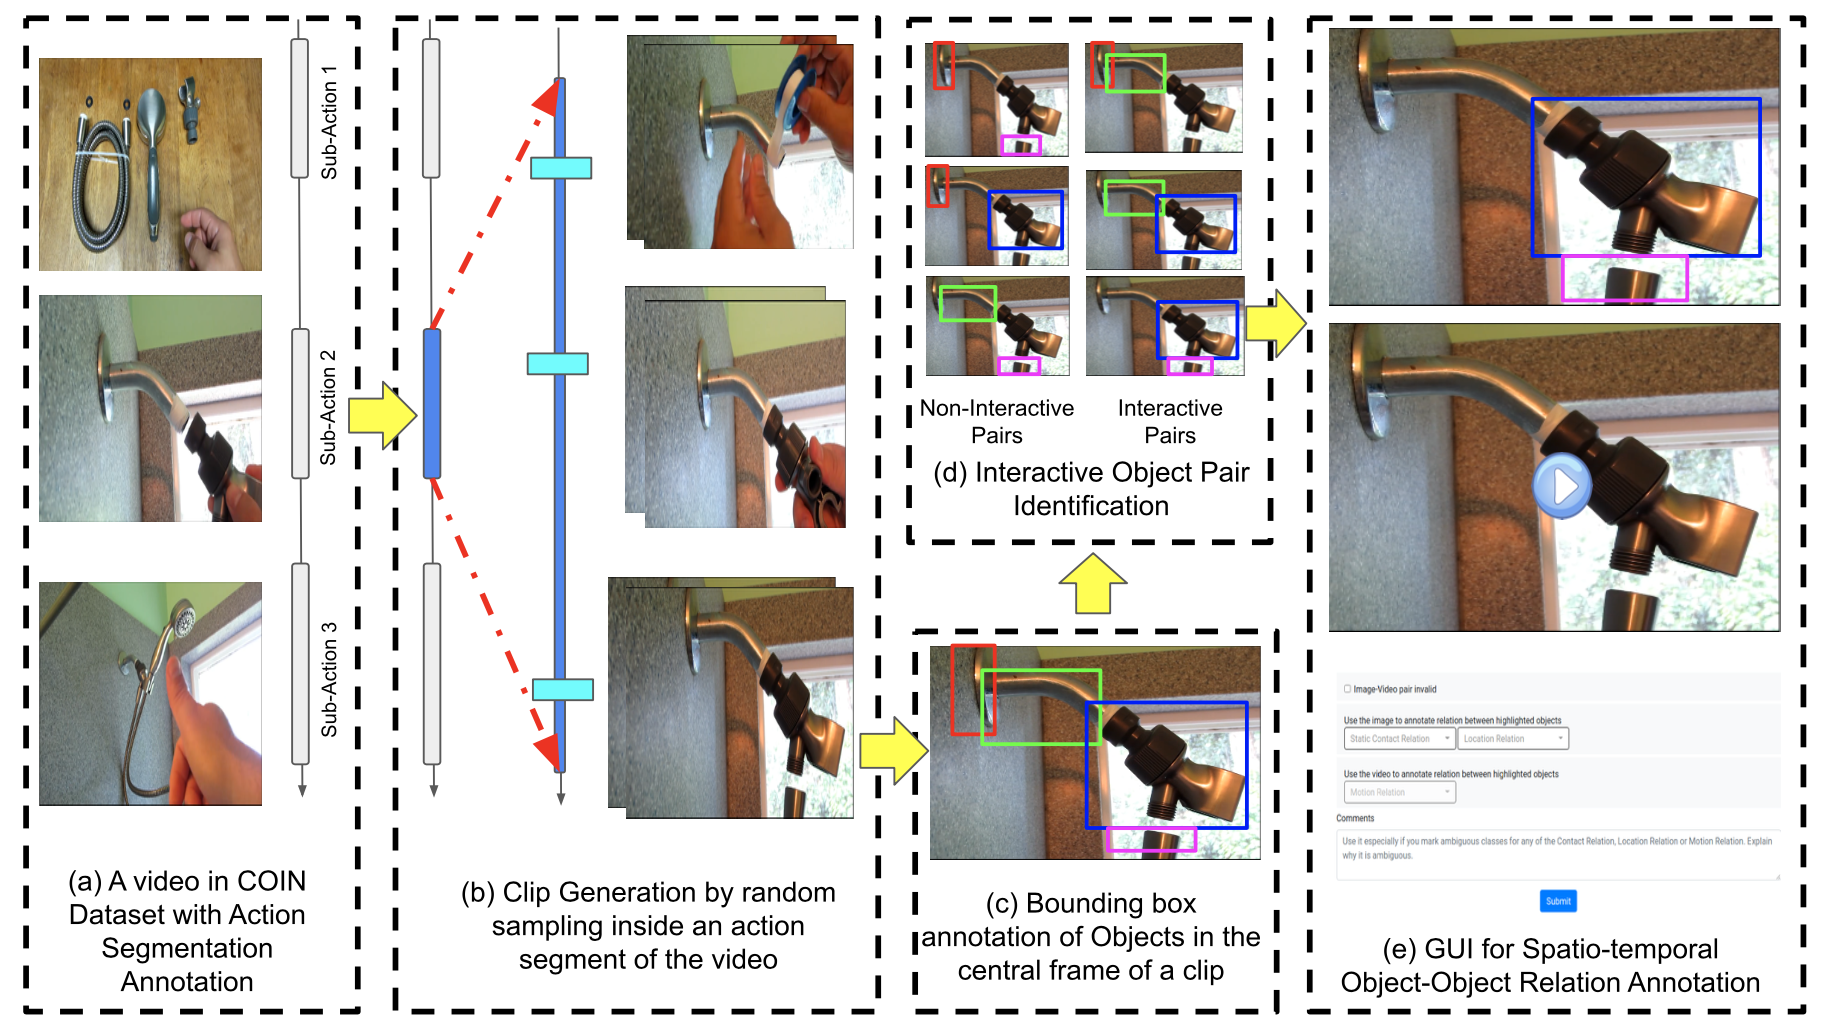 Sub-Action 1
Sub-Action 2
Sub-Action 3
(a) A video in COIN
Dataset with Action
Segmentation
Annotation
(b) Clip Generation by random
sampling inside an action
segment of the video
(c) Bounding box
annotation of Objects in the
central frame of a clip
Non-Interactive
Pairs
Interactive
Pairs
(d) Interactive Object Pair
Identification
Image-Video pair invalid
Use the image to annotate relation between highlighted objects
Static Contact Relation
Location Relation
Use the video to annotate relation between highlighted objects
Motion Relation
Comments
Use it especially if you mark ambiguous classes for any of the Contact Relation, Location Relation or Motion Relation. Explain
why it is ambiguous.
Submit
(e) GUI for Spatio-temporal
Object-Object Relation Annotation